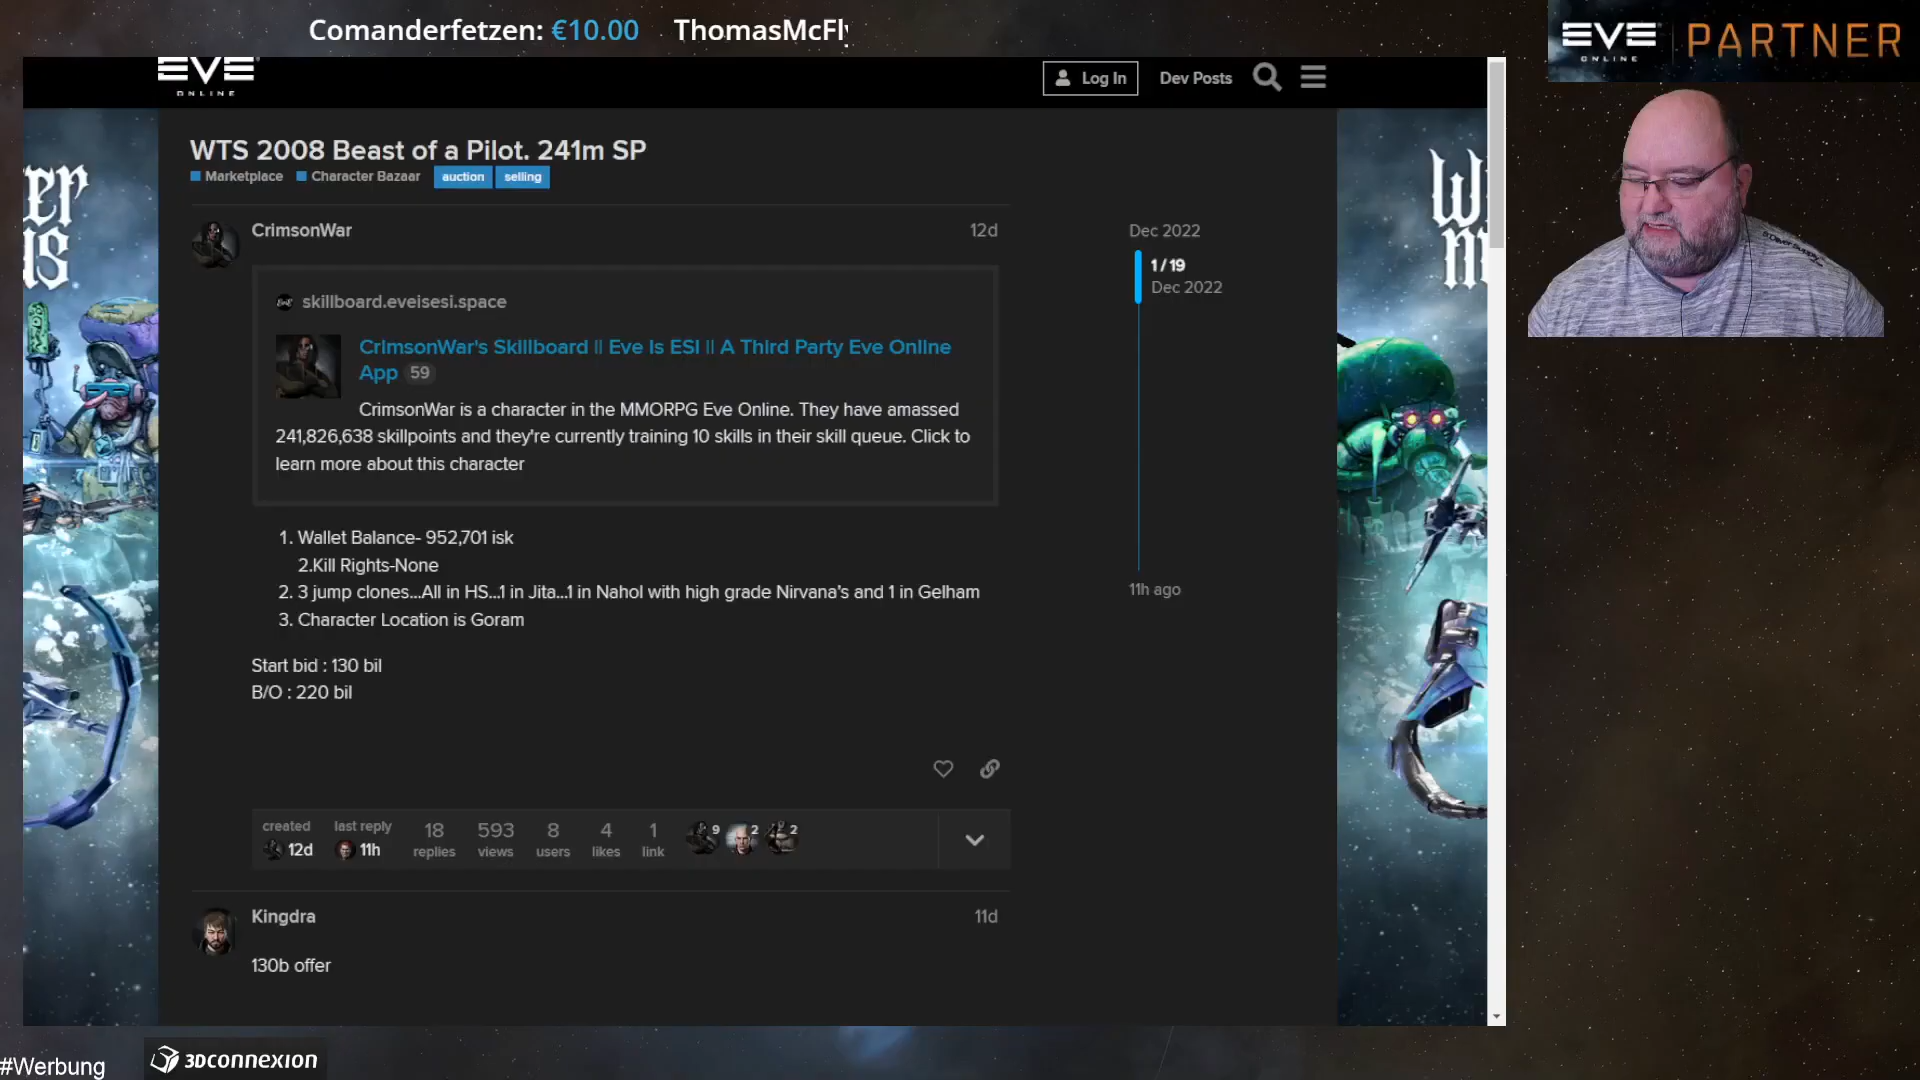 Comanderfetzen: €10.00 ThomasMcFly
EVE ONLINE PARTNER
EVE ONLINE
Log In Dev Posts
WTS 2008 Beast of a Pilot. 241m SP
Marketplace Character Bazaar auction selling
CrimsonWar 12d
skillboard.eveisesi.space
CrimsonWar's Skillboard || Eve Is ESI || A Third Party Eve Online
App 59
CrimsonWar is a character in the MMORPG Eve Online. They have amassed
241,826,638 skillpoints and they're currently training 10 skills in their skill queue. Click to
learn more about this character
1. Wallet Balance- 952,701 isk
2.Kill Rights-None
2. 3 jump clones...All in HS...1 in Jita...1 in Nahol with high grade Nirvana's and 1 in Gelham
3. Character Location is Goram
Start bid : 130 bil
B/O : 220 bil
Dec 2022
1 / 19
Dec 2022
11h ago
created last reply 18 593 8 4 1 9 2 2
12d 11h replies views users likes link
Kingdra 11d
130b offer
#Werbung 3DCONNEXION